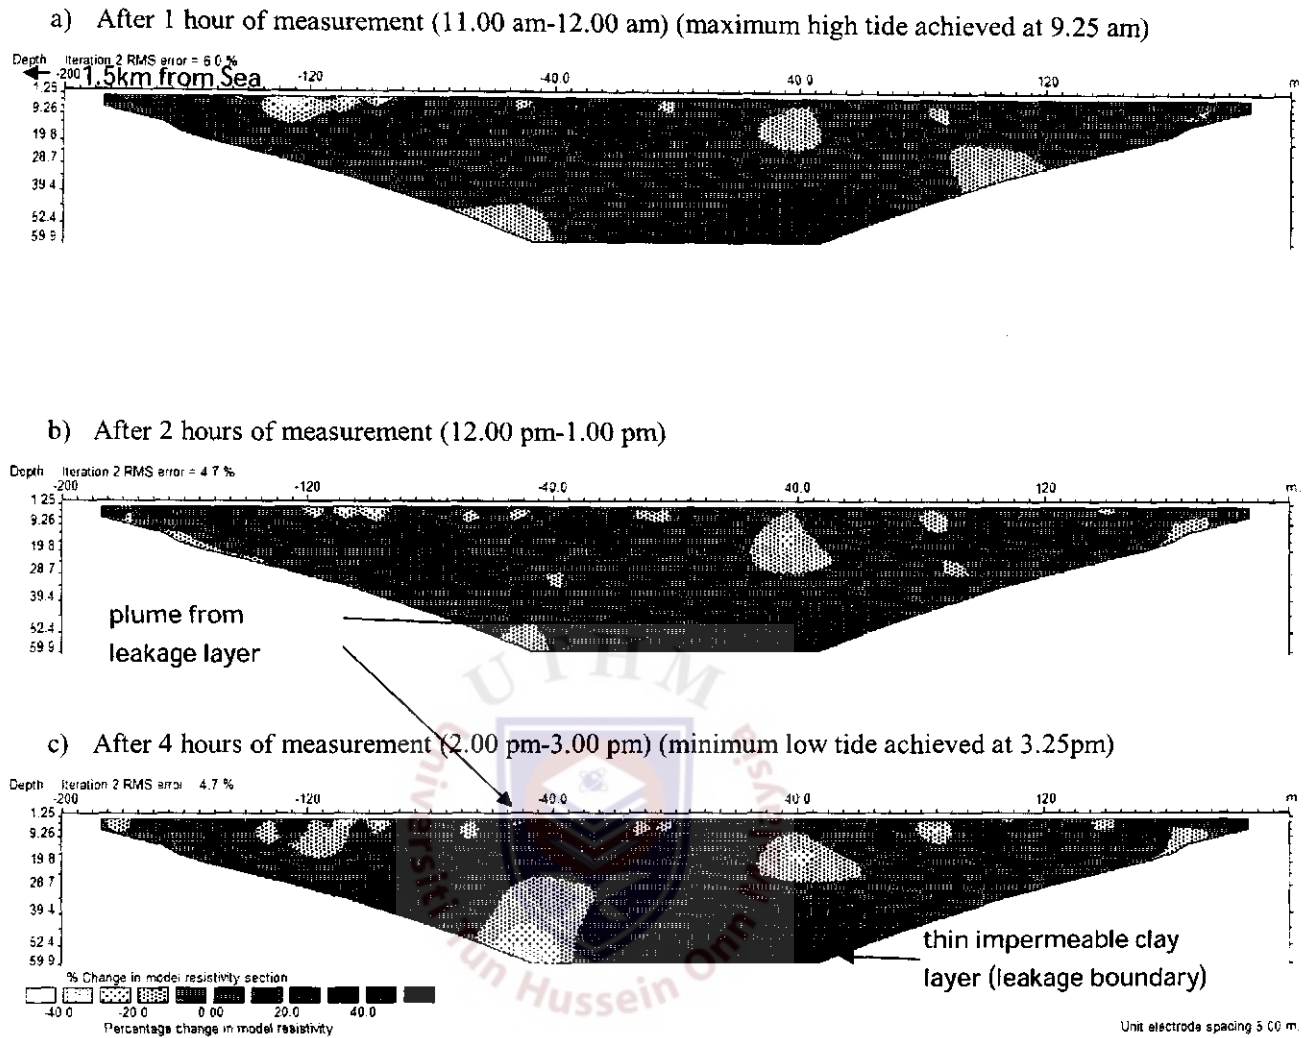 a) After 1 hour of measurement (11.00 am-12.00 am) (maximum high tide achieved at 9.25 am)
Depth Iteration 2 RMS error = 6.0 %
-200 1.5km from Sea -120 -40.0 40.0 120 m.
1.25
9.26
19.8
28.7
39.4
52.4
59.9
b) After 2 hours of measurement (12.00 pm-1.00 pm)
Depth Iteration 2 RMS error = 4.7 %
-200 -120 -40.0 40.0 120 m.
1.25
9.26
19.8
28.7
39.4
52.4
59.9
plume from
leakage layer
UTHM
c) After 4 hours of measurement (2.00 pm-3.00 pm) (minimum low tide achieved at 3.25pm)
Depth Iteration 2 RMS error 4.7 %
-200 -120 -40.0 40.0 120 m
1.25
9.26
19.8
28.7
39.4
52.4
59.9
Universiti Tun Hussein Onn Malaysia
thin impermeable clay
layer (leakage boundary)
% Change in model resistivity section
-40.0 -20.0 0.00 20.0 40.0
Percentage change in model resistivity
Unit electrode spacing 5.00 m.